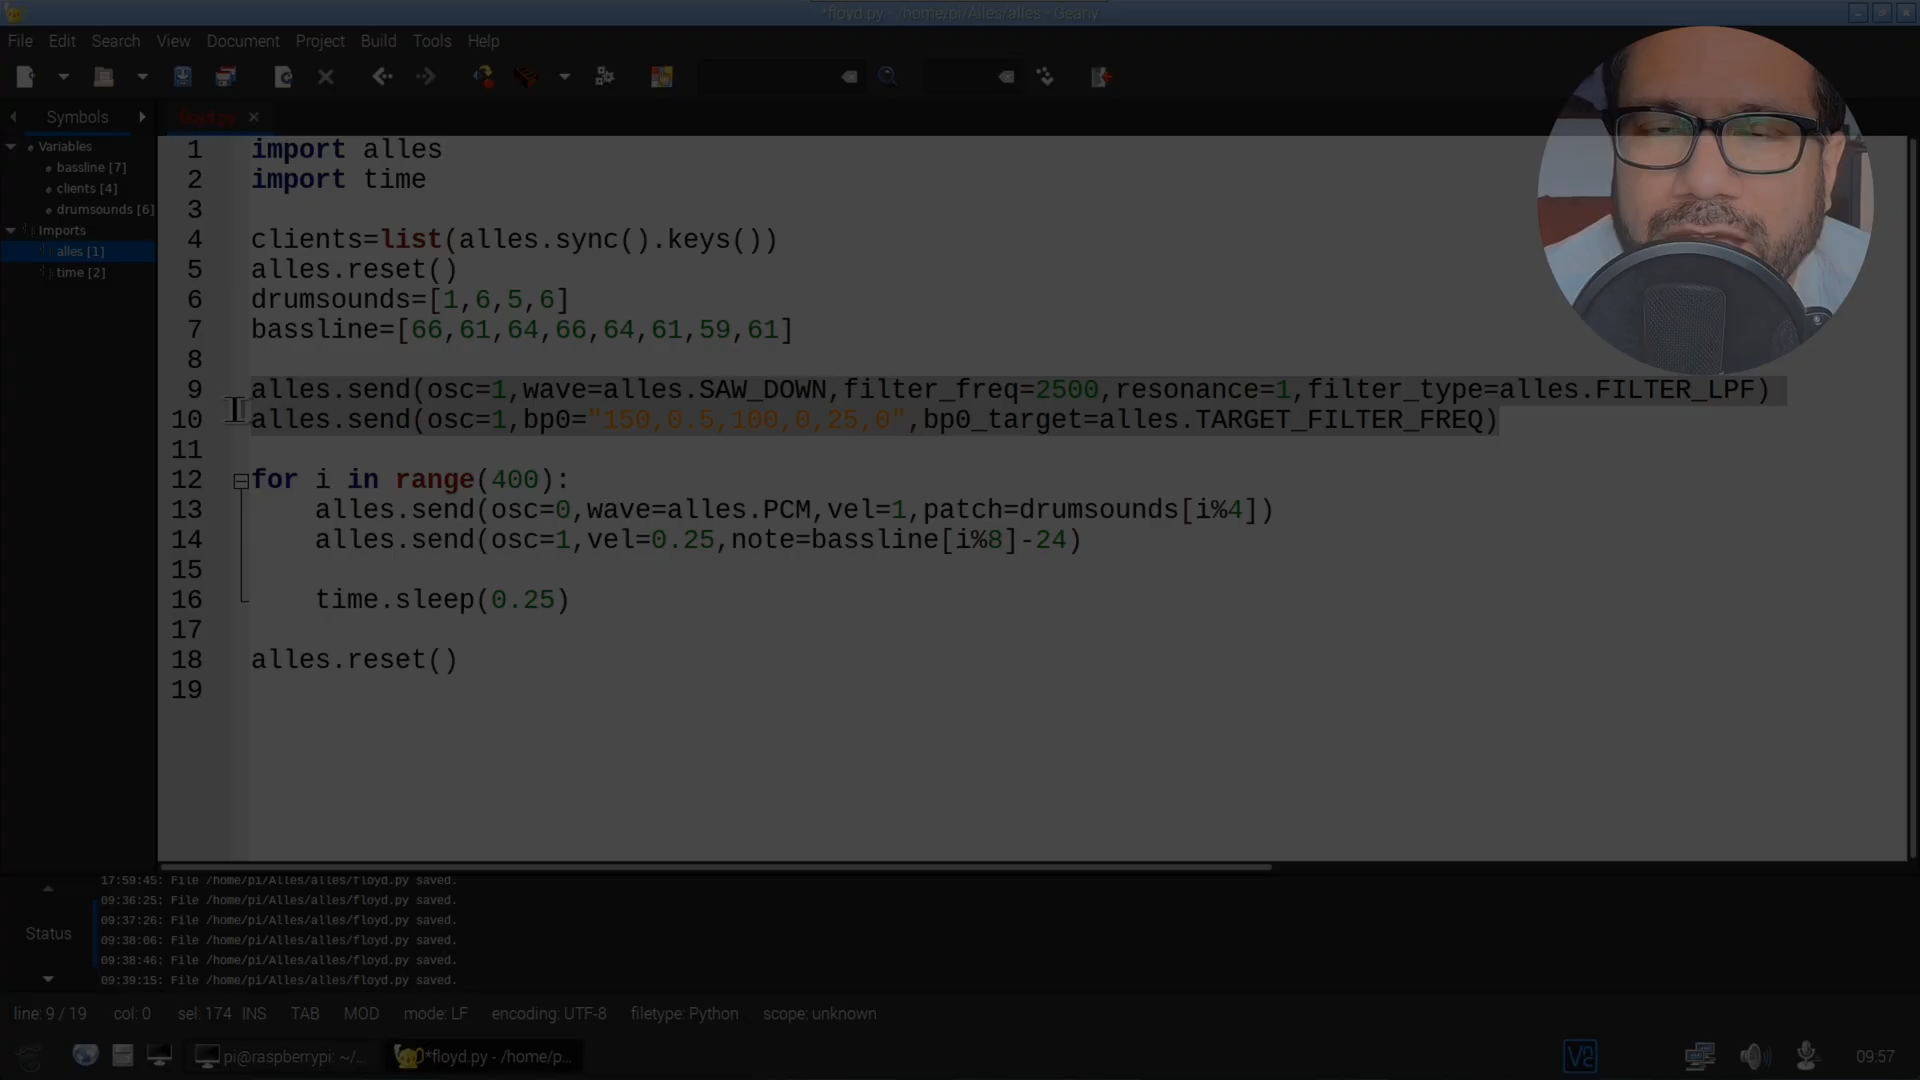 *floyd.py - /home/pi/Alles/alles - Geany
File Edit Search View Document Project Build Tools Help
Symbols
floyd.py
Variables
bassline [7]
clients [4]
drumsounds [6]
Imports
alles [1]
time [2]
1 import alles
2 import time
3
4 clients=list(alles.sync().keys())
5 alles.reset()
6 drumsounds=[1,6,5,6]
7 bassline=[66,61,64,66,64,61,59,61]
8
9 alles.send(osc=1,wave=alles.SAW_DOWN,filter_freq=2500,resonance=1,filter_type=alles.FILTER_LPF)
10 alles.send(osc=1,bp0="150,0.5,100,0,25,0",bp0_target=alles.TARGET_FILTER_FREQ)
11
12 for i in range(400):
13 alles.send(osc=0,wave=alles.PCM,vel=1,patch=drumsounds[i%4])
14 alles.send(osc=1,vel=0.25,note=bassline[i%8]-24)
15
16 time.sleep(0.25)
17
18 alles.reset()
19
Status
17:59:45: File /home/pi/Alles/alles/floyd.py saved.
09:36:25: File /home/pi/Alles/alles/floyd.py saved.
09:37:26: File /home/pi/Alles/alles/floyd.py saved.
09:38:06: File /home/pi/Alles/alles/floyd.py saved.
09:38:46: File /home/pi/Alles/alles/floyd.py saved.
09:39:15: File /home/pi/Alles/alles/floyd.py saved.
line: 9 / 19 col: 0 sel: 174 INS TAB MOD mode: LF encoding: UTF-8 filetype: Python scope: unknown
pi@raspberrypi: ~/... *floyd.py - /home/p... 09:57